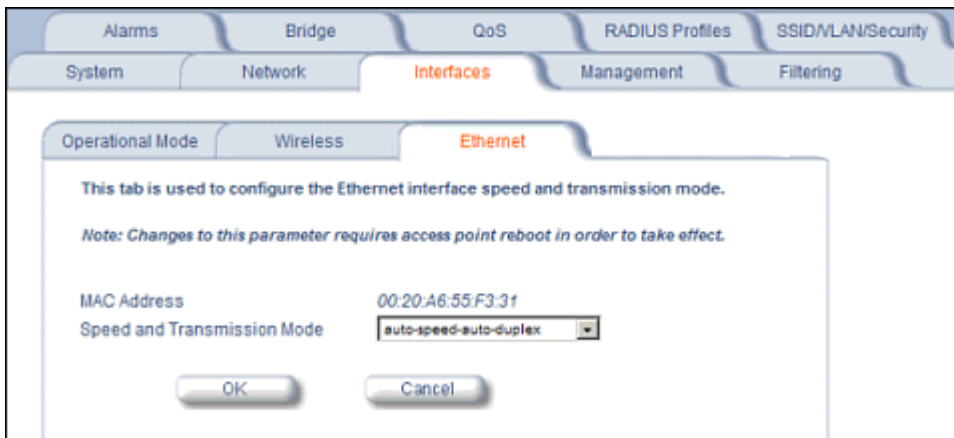 Alarms Bridge QoS RADIUS Profiles SSID/VLAN/Security
System Network Interfaces Management Filtering
Operational Mode Wireless Ethernet
This tab is used to configure the Ethernet interface speed and transmission mode.
Note: Changes to this parameter requires access point reboot in order to take effect.
MAC Address 00:20:A6:55:F3:31
Speed and Transmission Mode auto-speed-auto-duplex
OK Cancel